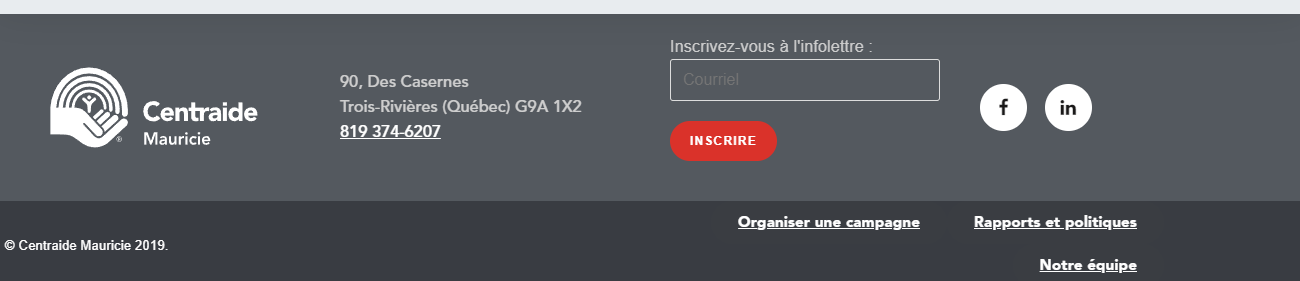 Centraide
Mauricie
90, Des Casernes
Trois-Rivières (Québec) G9A 1X2
819 374-6207
Inscrivez-vous à l'infolettre :
Courriel
INSCRIRE
f
in
Organiser une campagne
Rapports et politiques
© Centraide Mauricie 2019.
Notre équipe